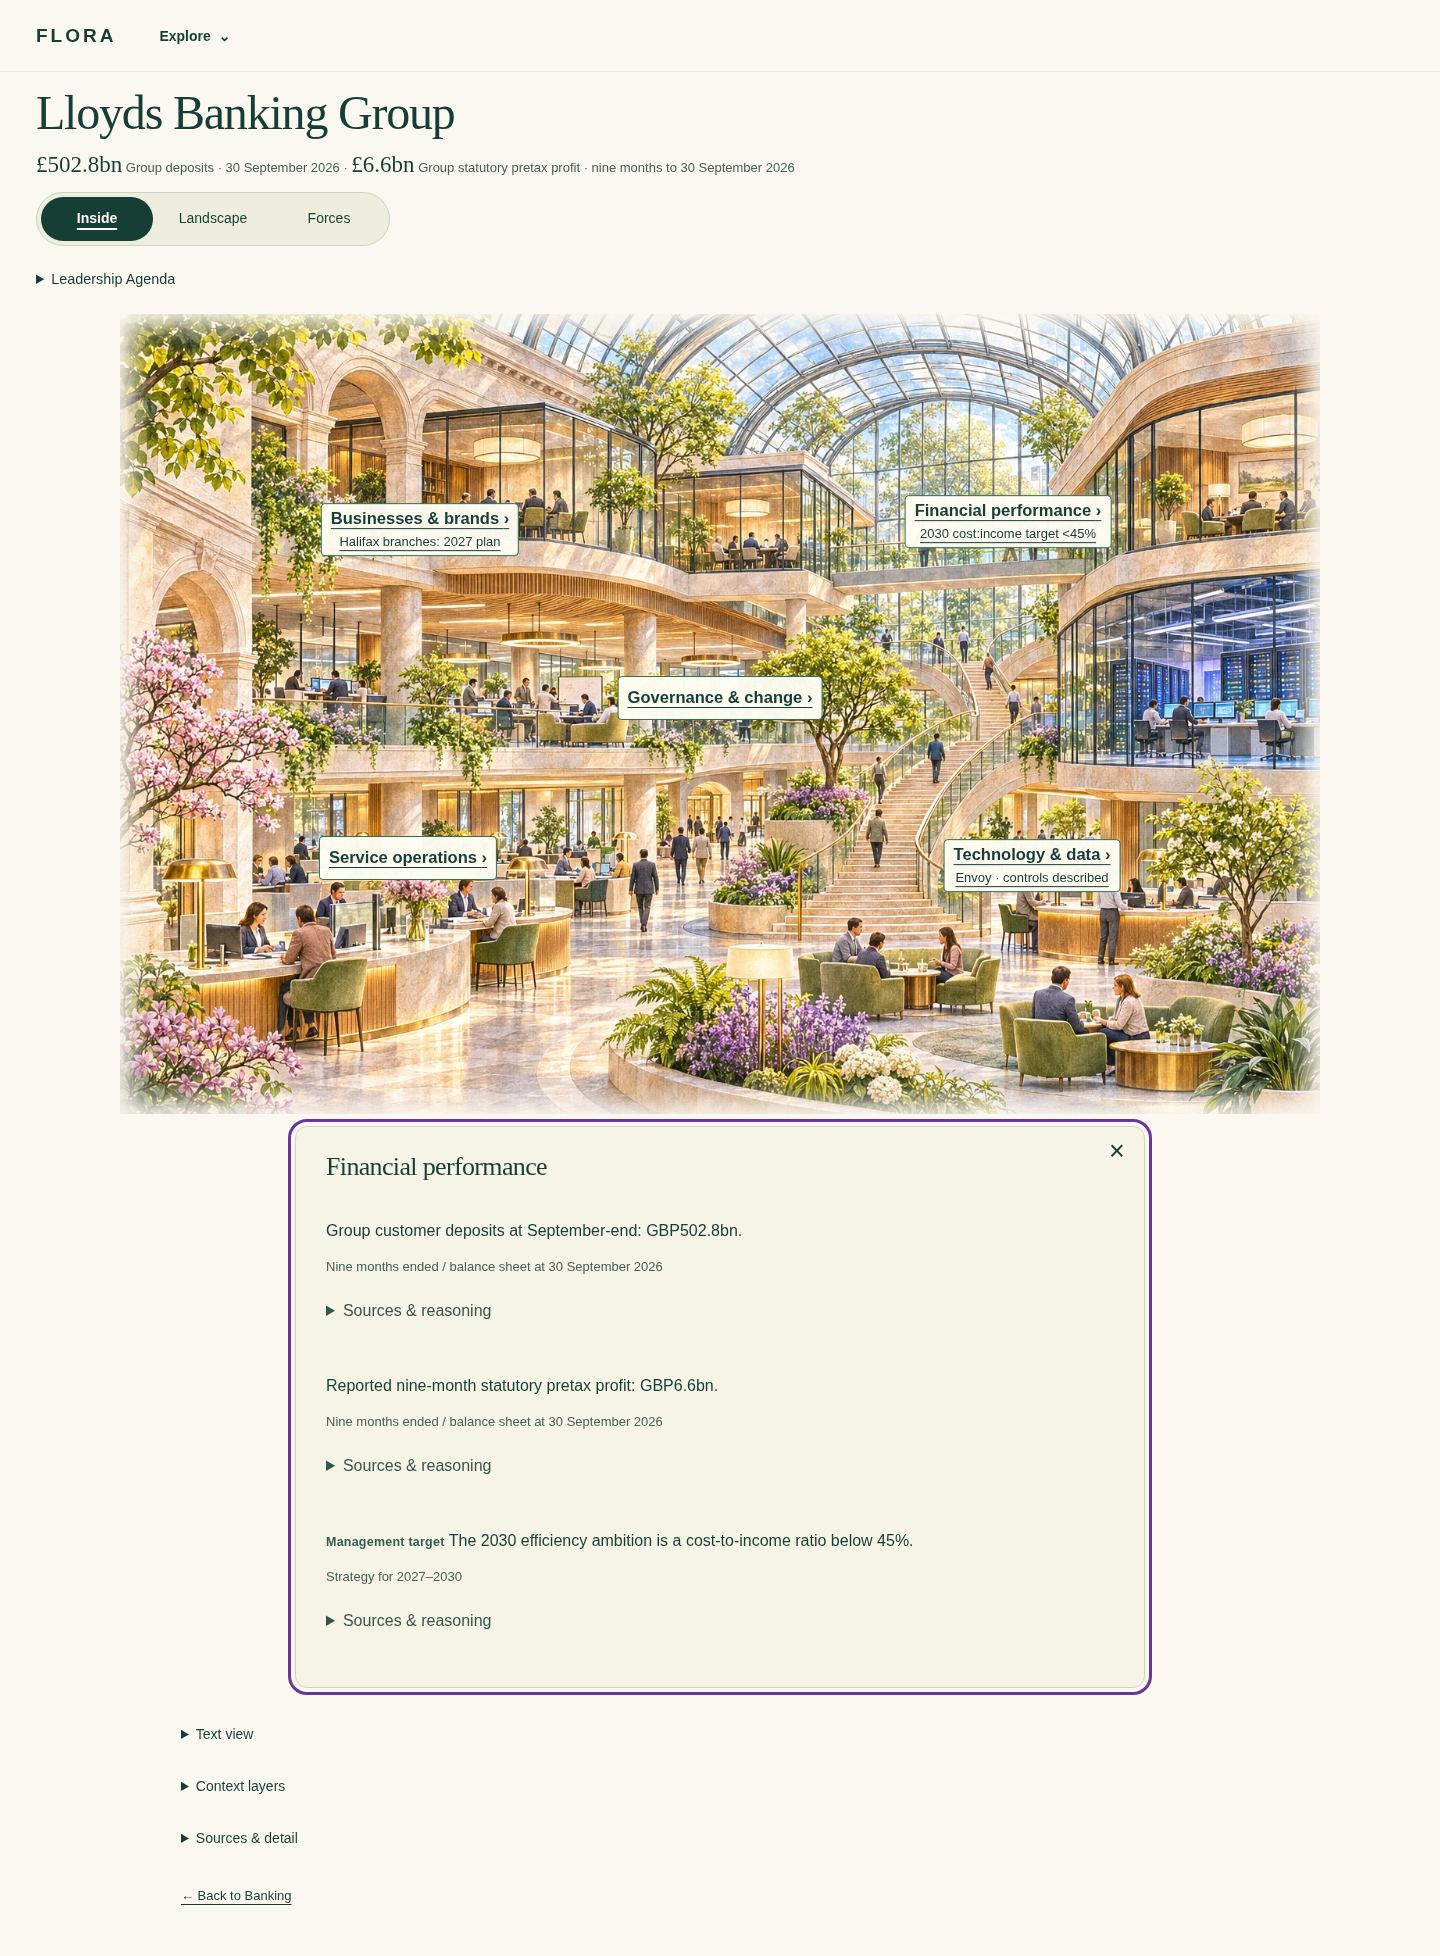 FLORA
Explore ⌄
Lloyds Banking Group
£502.8bn Group deposits · 30 September 2026 · £6.6bn Group statutory pretax profit · nine months to 30 September 2026
Inside
Landscape
Forces
▶ Leadership Agenda
Businesses & brands ›
Halifax branches: 2027 plan
Financial performance ›
2030 cost:income target <45%
Governance & change ›
Service operations ›
Technology & data ›
Envoy · controls described
Financial performance
×
Group customer deposits at September-end: GBP502.8bn.
Nine months ended / balance sheet at 30 September 2026
▶ Sources & reasoning
Reported nine-month statutory pretax profit: GBP6.6bn.
Nine months ended / balance sheet at 30 September 2026
▶ Sources & reasoning
Management target The 2030 efficiency ambition is a cost-to-income ratio below 45%.
Strategy for 2027–2030
▶ Sources & reasoning
▶ Text view
▶ Context layers
▶ Sources & detail
← Back to Banking